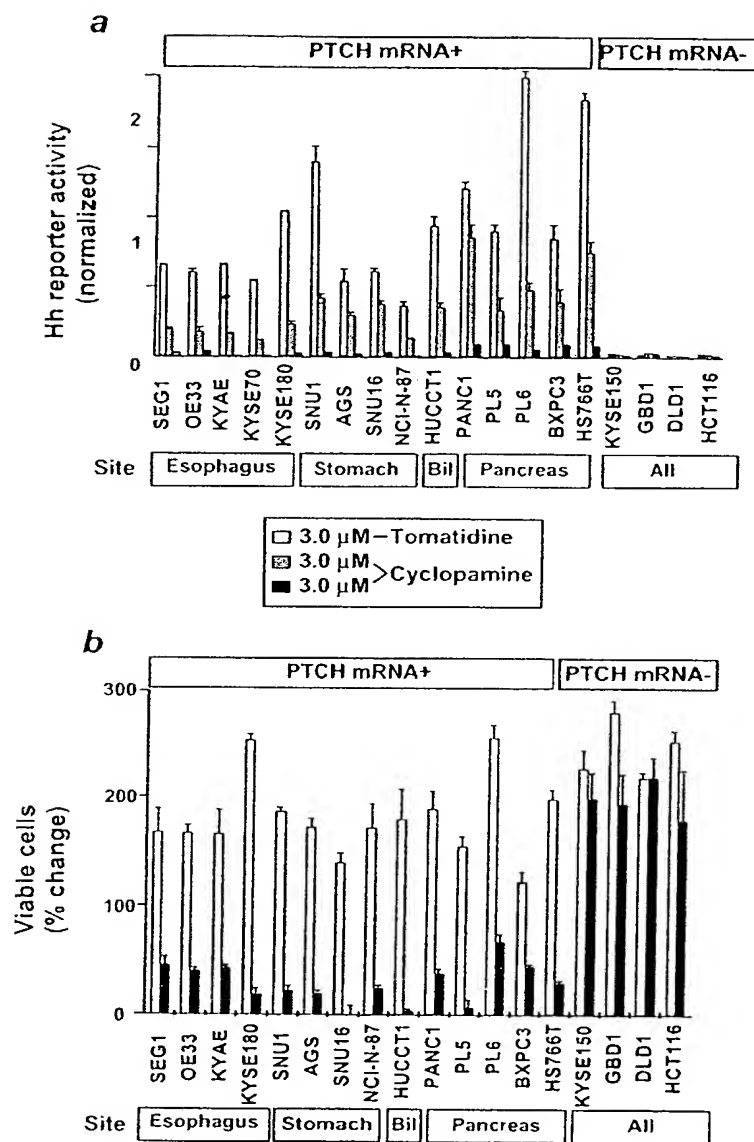 a
PTCH mRNA+ PTCH mRNA-
Hh reporter activity
(normalized)
2
1
0
SEG1 OE33 KYAE KYSE70 KYSE180 SNU1 AGS SNU16 NCI-N-87 HUCCT1 PANC1 PL5 PL6 BXPC3 HS766T KYSE150 GBD1 DLD1 HCT116
Site Esophagus Stomach Bil Pancreas All
3.0 μM – Tomatidine
3.0 μM
3.0 μM > Cyclopamine
b
PTCH mRNA+ PTCH mRNA-
Viable cells
(% change)
300
200
100
0
SEG1 OE33 KYAE KYSE180 SNU1 AGS SNU16 NCI-N-87 HUCCT1 PANC1 PL5 PL6 BXPC3 HS766T KYSE150 GBD1 DLD1 HCT116
Site Esophagus Stomach Bil Pancreas All